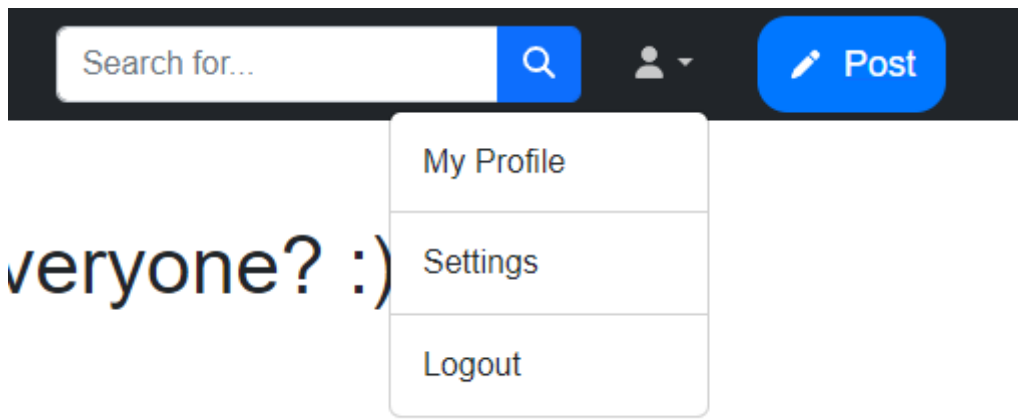 Search for...
Post
My Profile
veryone? :)
Settings
Logout